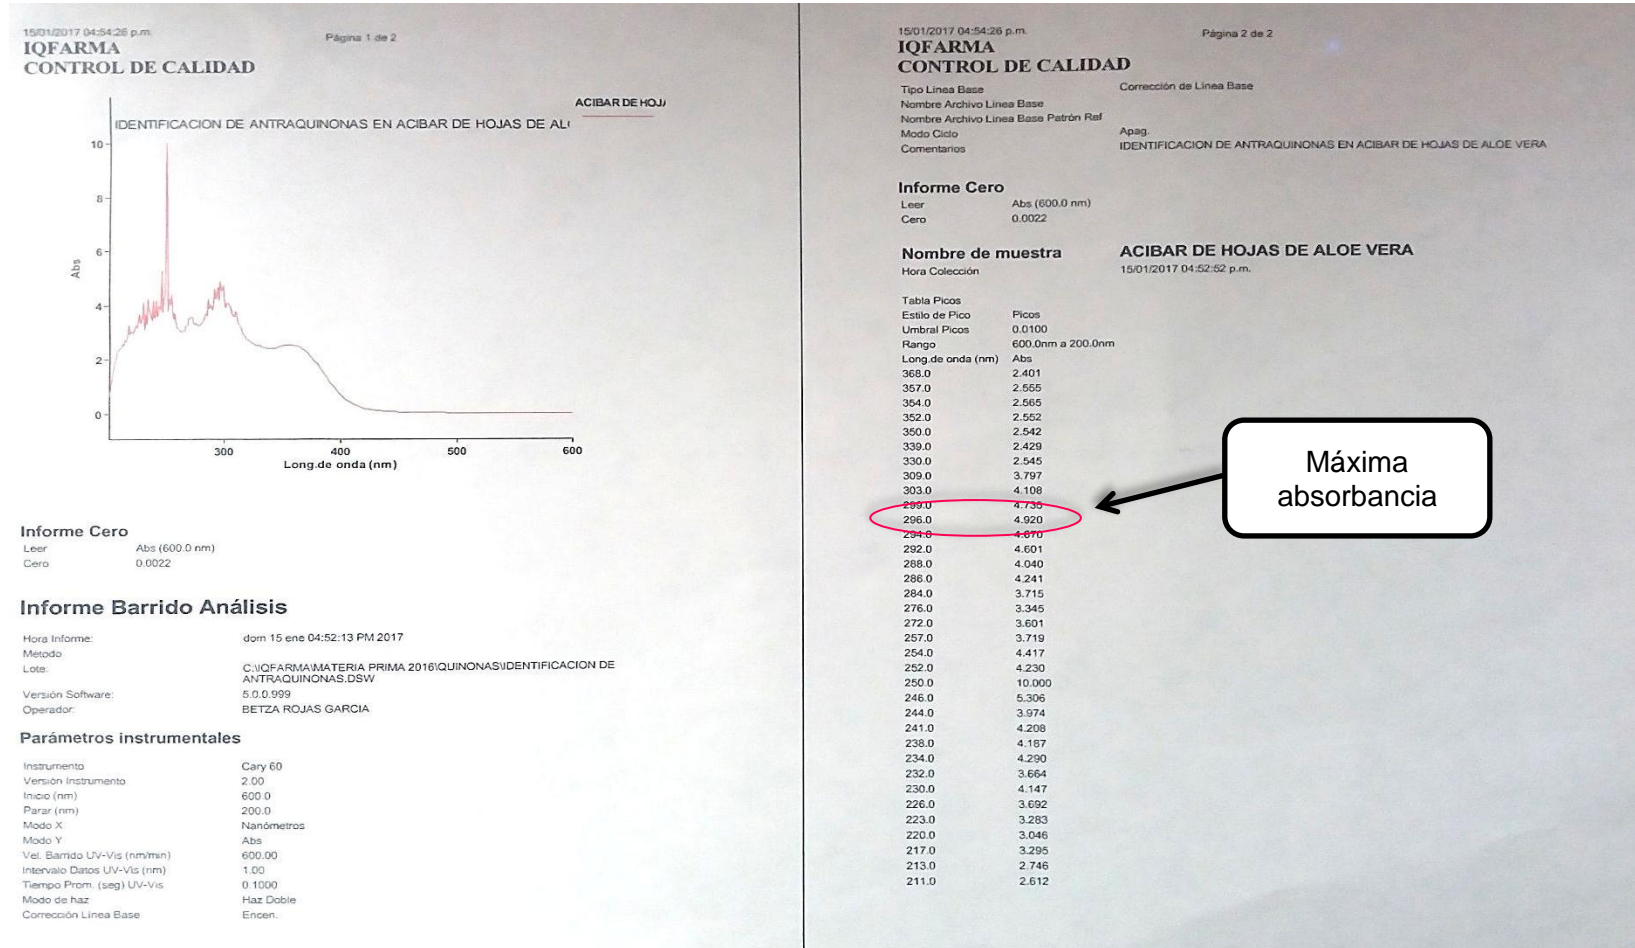 15/01/2017 04:54:26 p.m.
Página 1 de 2
IQFARMA
CONTROL DE CALIDAD
ACIBAR DE HOJ
IDENTIFICACION DE ANTRAQUINONAS EN ACIBAR DE HOJAS DE AL
10
8
6
Abs
4
2
0
300 400 500 600
Long.de onda (nm)
Informe Cero
Leer Abs (600.0 nm)
Cero 0.0022
Informe Barrido Análisis
Hora Informe: dom 15 ene 04:52:13 PM 2017
Método
Lote: C:\IQFARMA\MATERIA PRIMA 2016\QUINONAS\IDENTIFICACION DE
ANTRAQUINONAS.DSW
Versión Software: 5.0.0.999
Operador: BETZA ROJAS GARCIA
Parámetros instrumentales
Instrumento Cary 60
Versión Instrumento 2.00
Inicio (nm) 600.0
Parar (nm) 200.0
Modo X Nanómetros
Modo Y Abs
Vel. Barrido UV-Vis (nm/min) 600.00
Intervalo Datos UV-Vis (nm) 1.00
Tiempo Prom. (seg) UV-Vis 0.1000
Modo de haz Haz Doble
Corrección Línea Base Encen.
15/01/2017 04:54:26 p.m.
Página 2 de 2
IQFARMA
CONTROL DE CALIDAD
Tipo Línea Base Corrección de Línea Base
Nombre Archivo Línea Base
Nombre Archivo Línea Base Patrón Ref
Modo Ciclo Apag.
Comentarios IDENTIFICACION DE ANTRAQUINONAS EN ACIBAR DE HOJAS DE ALOE VERA
Informe Cero
Leer Abs (600.0 nm)
Cero 0.0022
Nombre de muestra ACIBAR DE HOJAS DE ALOE VERA
Hora Colección 15/01/2017 04:52:52 p.m.
Tabla Picos
Estilo de Pico Picos
Umbral Picos 0.0100
Rango 600.0nm a 200.0nm
Long.de onda (nm) Abs
368.0 2.401
357.0 2.555
354.0 2.565
352.0 2.552
350.0 2.542
339.0 2.429
330.0 2.545
309.0 3.797
303.0 4.108
299.0 4.735
296.0 4.920
294.0 4.670
292.0 4.601
288.0 4.040
286.0 4.241
284.0 3.715
276.0 3.345
272.0 3.601
257.0 3.719
254.0 4.417
252.0 4.230
250.0 10.000
246.0 5.306
244.0 3.974
241.0 4.208
238.0 4.187
234.0 4.290
232.0 3.664
230.0 4.147
226.0 3.692
223.0 3.283
220.0 3.046
217.0 3.295
213.0 2.746
211.0 2.612
Máxima
absorbancia